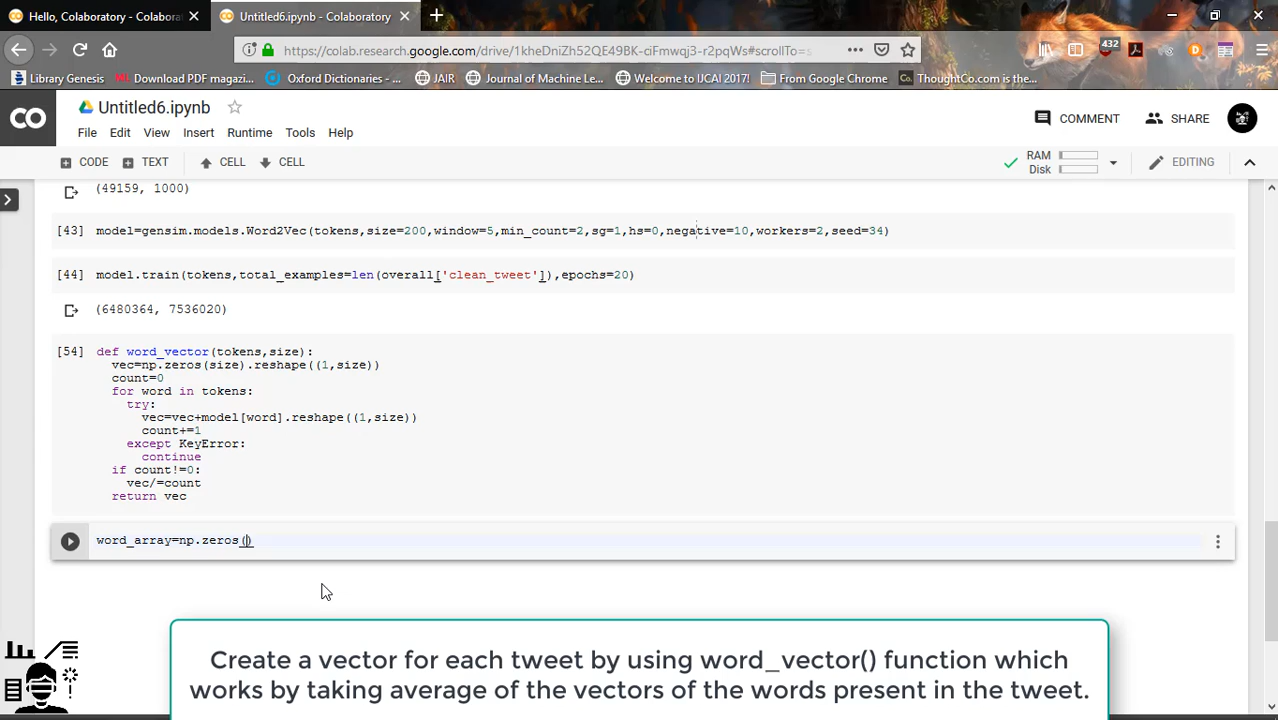 Hello, Colaboratory - Colaboratory
Untitled6.ipynb - Colaboratory
https://colab.research.google.com/drive/1kheDniZh52QE49BK-ciFmwqj3-r2pqWs#scrollTo=
432
Library Genesis
Download PDF magazi...
Oxford Dictionaries - ...
JAIR
Journal of Machine Le...
Welcome to IJCAI 2017!
From Google Chrome
Co. ThoughtCo.com is the...
CO
Untitled6.ipynb
COMMENT
SHARE
File Edit View Insert Runtime Tools Help
CODE TEXT CELL CELL
RAM
Disk
EDITING
(49159, 1000)
[43] model=gensim.models.Word2Vec(tokens,size=200,window=5,min_count=2,sg=1,hs=0,negative=10,workers=2,seed=34)
[44] model.train(tokens,total_examples=len(overall['clean_tweet']),epochs=20)
(6480364, 7536020)
[54] def word_vector(tokens,size):
vec=np.zeros(size).reshape((1,size))
count=0
for word in tokens:
try:
vec=vec+model[word].reshape((1,size))
count+=1
except KeyError:
continue
if count!=0:
vec/=count
return vec
word_array=np.zeros()
Create a vector for each tweet by using word_vector() function which
works by taking average of the vectors of the words present in the tweet.